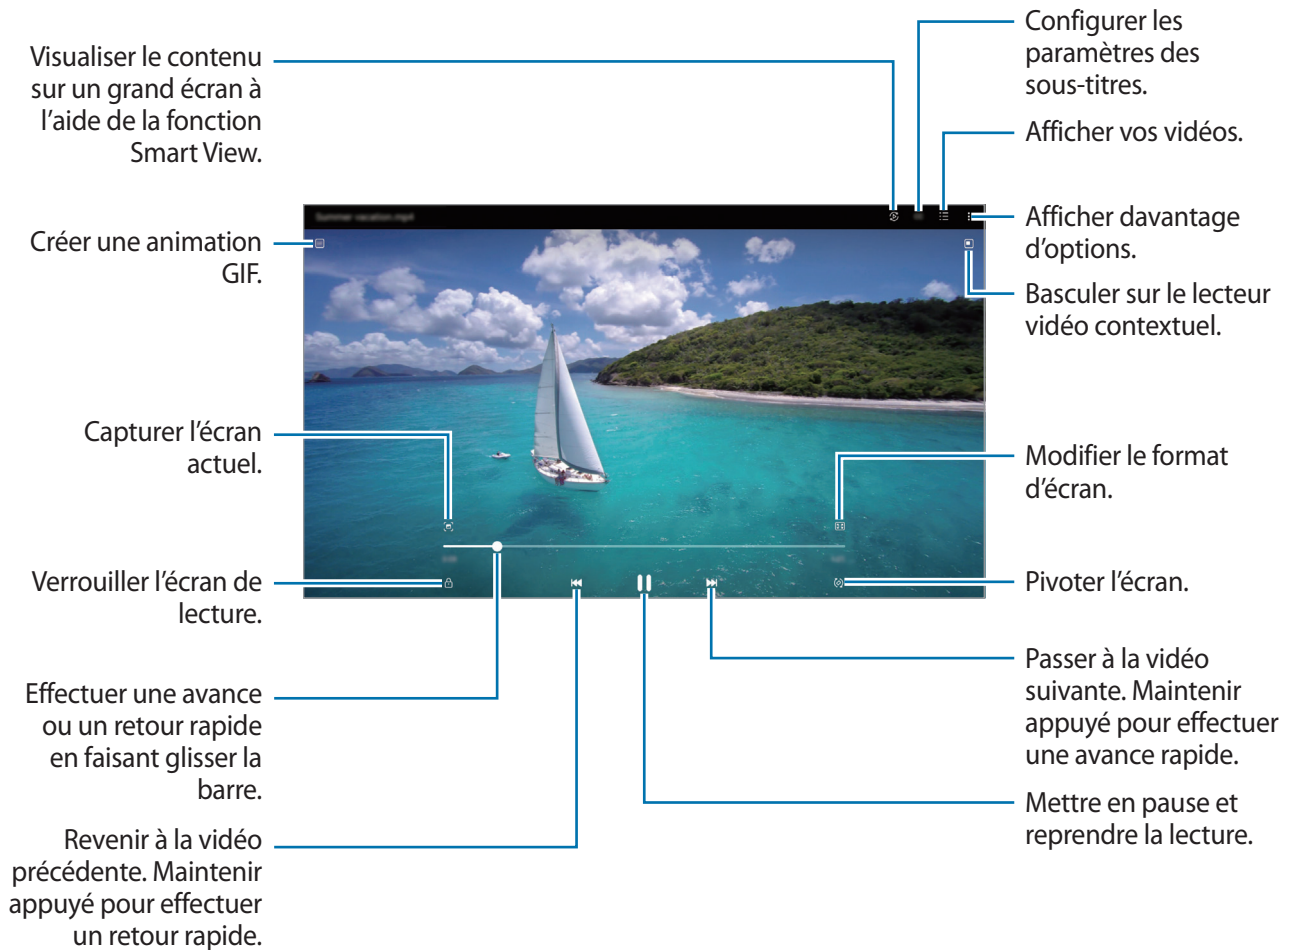 Visualiser le contenu
sur un grand écran à
l'aide de la fonction
Smart View.
Créer une animation
GIF.
Capturer l'écran
actuel.
Verrouiller l'écran de
lecture.
Effectuer une avance
ou un retour rapide
en faisant glisser la
barre.
Revenir à la vidéo
précédente. Maintenir
appuyé pour effectuer
un retour rapide.
Summer vacation.mp4
Configurer les
paramètres des
sous-titres.
Afficher vos vidéos.
Afficher davantage
d'options.
Basculer sur le lecteur
vidéo contextuel.
Modifier le format
d'écran.
Pivoter l'écran.
Passer à la vidéo
suivante. Maintenir
appuyé pour effectuer
une avance rapide.
Mettre en pause et
reprendre la lecture.